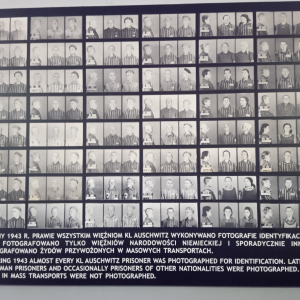 NY 1943 R. PRAWIE WSZYSTKIM WIĘŹNIOM KL AUSCHWITZ WYKONYWANO FOTOGRAFIE IDENTYFIKAC
FOTOGRAFOWANO TYLKO WIĘŹNIÓW NARODOWOŚCI NIEMIECKIEJ I SPORADYCZNIE INN
GRAFOWANO ŻYDÓW PRZYWOŻONYCH W MASOWYCH TRANSPORTACH.
RING 1943 ALMOST EVERY KL AUSCHWITZ PRISONER WAS PHOTOGRAPHED FOR IDENTIFICATION. LATE
MAN PRISONERS AND OCCASIONALLY PRISONERS OF OTHER NATIONALITIES WERE PHOTOGRAPHED.
IN MASS TRANSPORTS WERE NOT PHOTOGRAPHED.